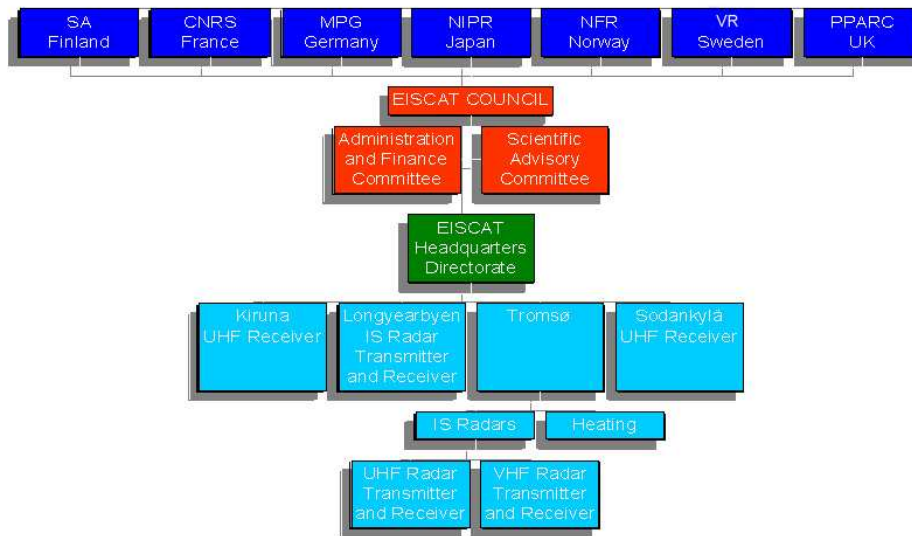 SA
Finland
CNRS
France
MPG
Germany
NIPR
Japan
NFR
Norway
VR
Sweden
PPARC
UK
EISCAT COUNCIL
Administration
and Finance
Committee
Scientific
Advisory
Committee
EISCAT
Headquarters
Directorate
Kiruna
UHF Receiver
Longyearbyen
IS Radar
Transmitter
and Receiver
Tromsø
Sodankylä
UHF Receiver
IS Radars
Heating
UHF Radar
Transmitter
and Receiver
VHF Radar
Transmitter
and Receiver